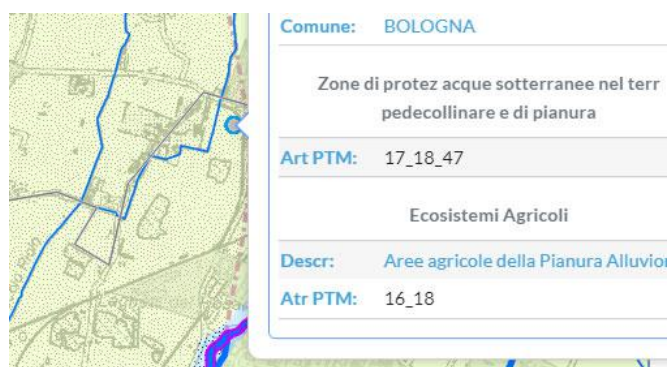 Comune: BOLOGNA
Zone di protez acque sotterranee nel terr
pedecollinare e di pianura
Art PTM: 17_18_47
Ecosistemi Agricoli
Descr: Aree agricole della Pianura Alluvion
Atr PTM: 16_18